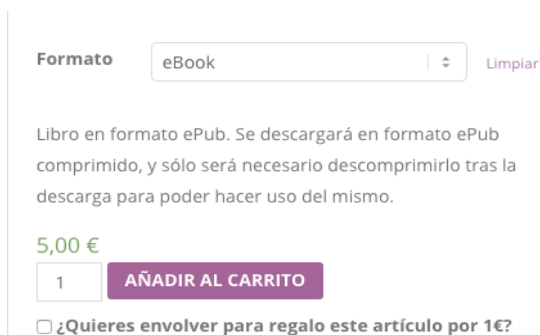 Formato eBook Limpiar
Libro en formato ePub. Se descargará en formato ePub
comprimido, y sólo será necesario descomprimirlo tras la
descarga para poder hacer uso del mismo.
5,00 €
1 AÑADIR AL CARRITO
¿Quieres envolver para regalo este artículo por 1€?